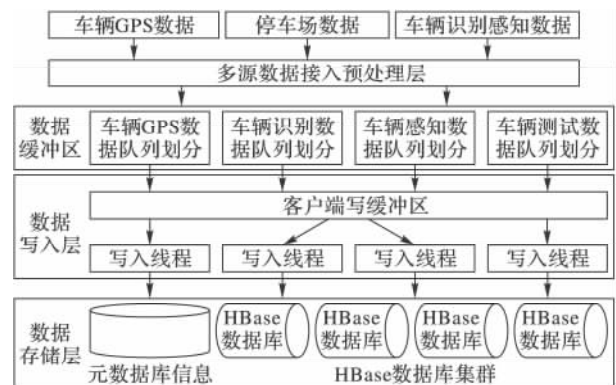 车辆GPS数据
停车场数据
车辆识别感知数据
多源数据接入预处理层
数据
缓冲区
车辆GPS数
据队列划分
车辆识别数
据队列划分
车辆感知数
据队列划分
车辆测试数
据队列划分
数据
写入层
客户端写缓冲区
写入线程
写入线程
写入线程
写入线程
数据
存储层
HBase
数据库
HBase
数据库
HBase
数据库
HBase
数据库
元数据库信息
HBase数据库集群